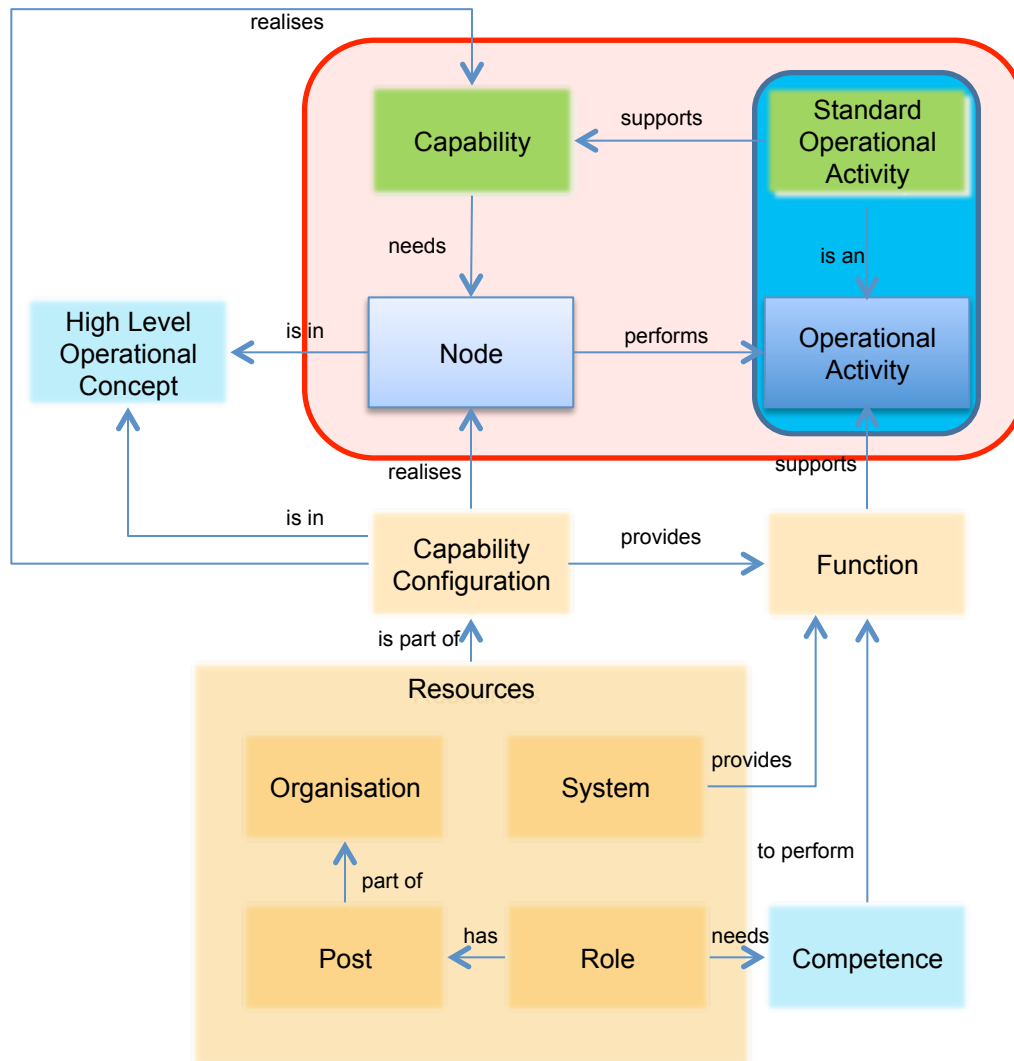 realises
Capability
supports
Standard
Operational
Activity
needs
is an
High Level
Operational
Concept
is in
Node
performs
Operational
Activity
realises
supports
is in
Capability
Configuration
provides
Function
is part of
Resources
Organisation
System
provides
part of
to perform
Post
has
Role
needs
Competence